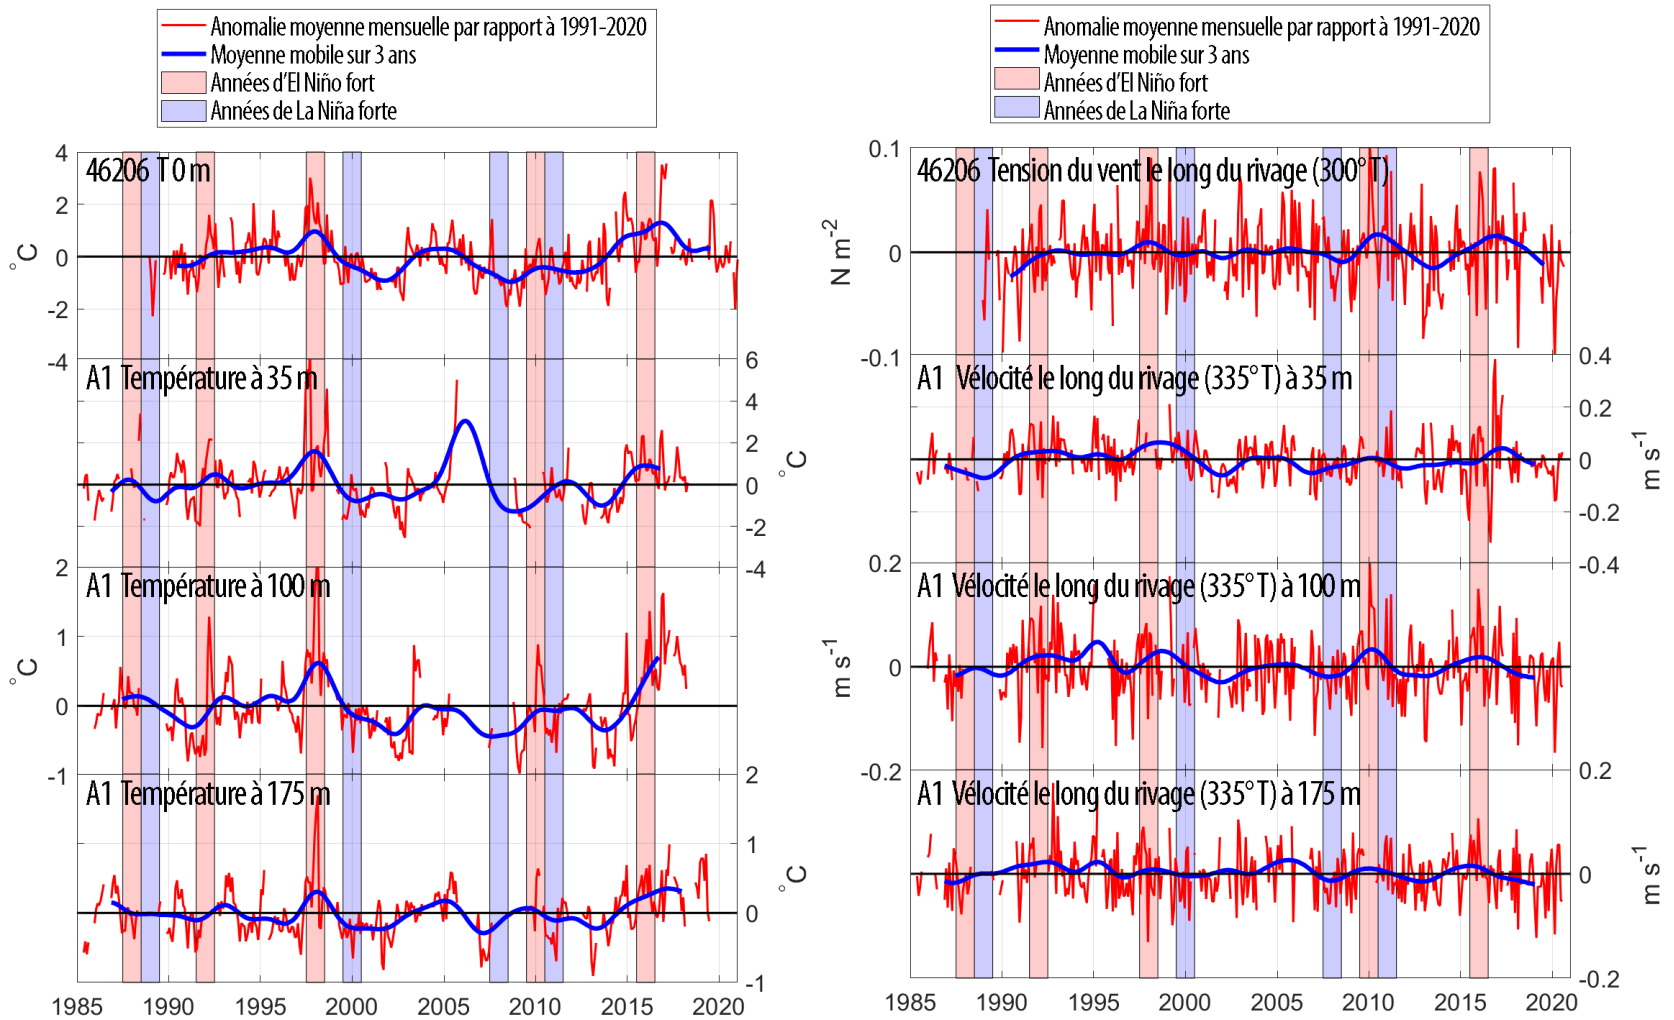 Anomalie moyenne mensuelle par rapport à 1991-2020
Moyenne mobile sur 3 ans
Années d'El Niño fort
Années de La Niña forte
46206 T 0 m
4
2
0
-2
-4
°C
A1 Température à 35 m
6
4
2
0
-2
-4
°C
A1 Température à 100 m
2
1
0
-1
°C
A1 Température à 175 m
2
1
0
-1
°C
1985 1990 1995 2000 2005 2010 2015 2020
Anomalie moyenne mensuelle par rapport à 1991-2020
Moyenne mobile sur 3 ans
Années d'El Niño fort
Années de La Niña forte
46206 Tension du vent le long du rivage (300°T)
0.1
0
-0.1
N m-2
A1 Vélocité le long du rivage (335°T) à 35 m
0.4
0.2
0
-0.2
-0.4
m s-1
A1 Vélocité le long du rivage (335°T) à 100 m
0.2
0
-0.2
m s-1
A1 Vélocité le long du rivage (335°T) à 175 m
0.2
0
-0.2
m s-1
1985 1990 1995 2000 2005 2010 2015 2020